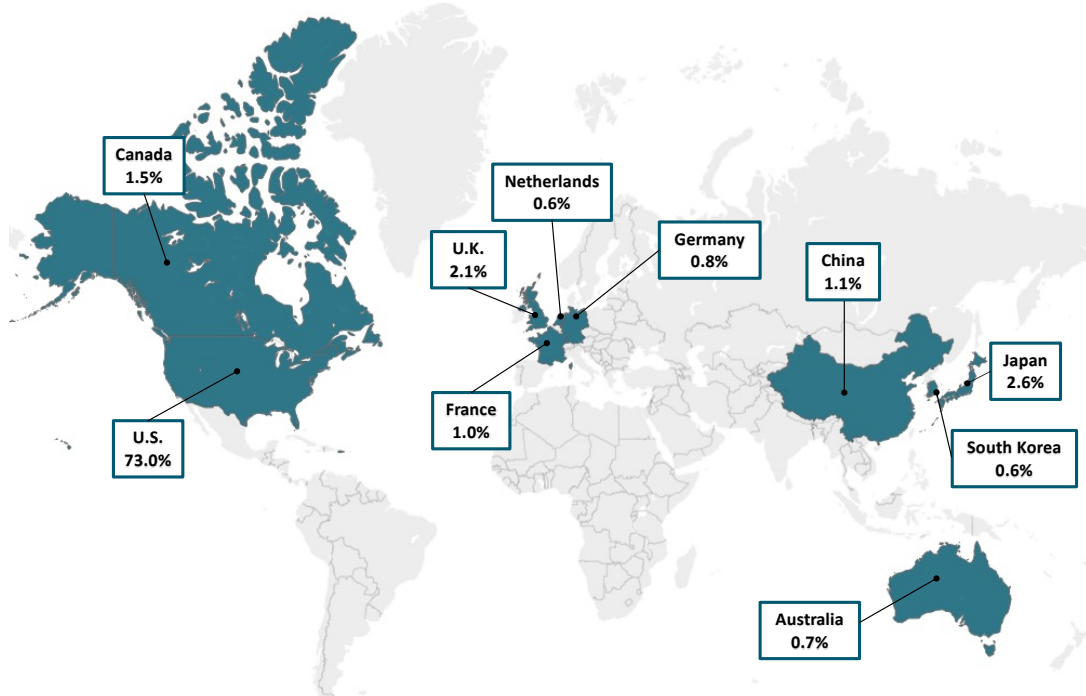 Canada
1.5%
Netherlands
0.6%
U.K.
2.1%
Germany
0.8%
China
1.1%
Japan
2.6%
France
1.0%
U.S.
73.0%
South Korea
0.6%
Australia
0.7%